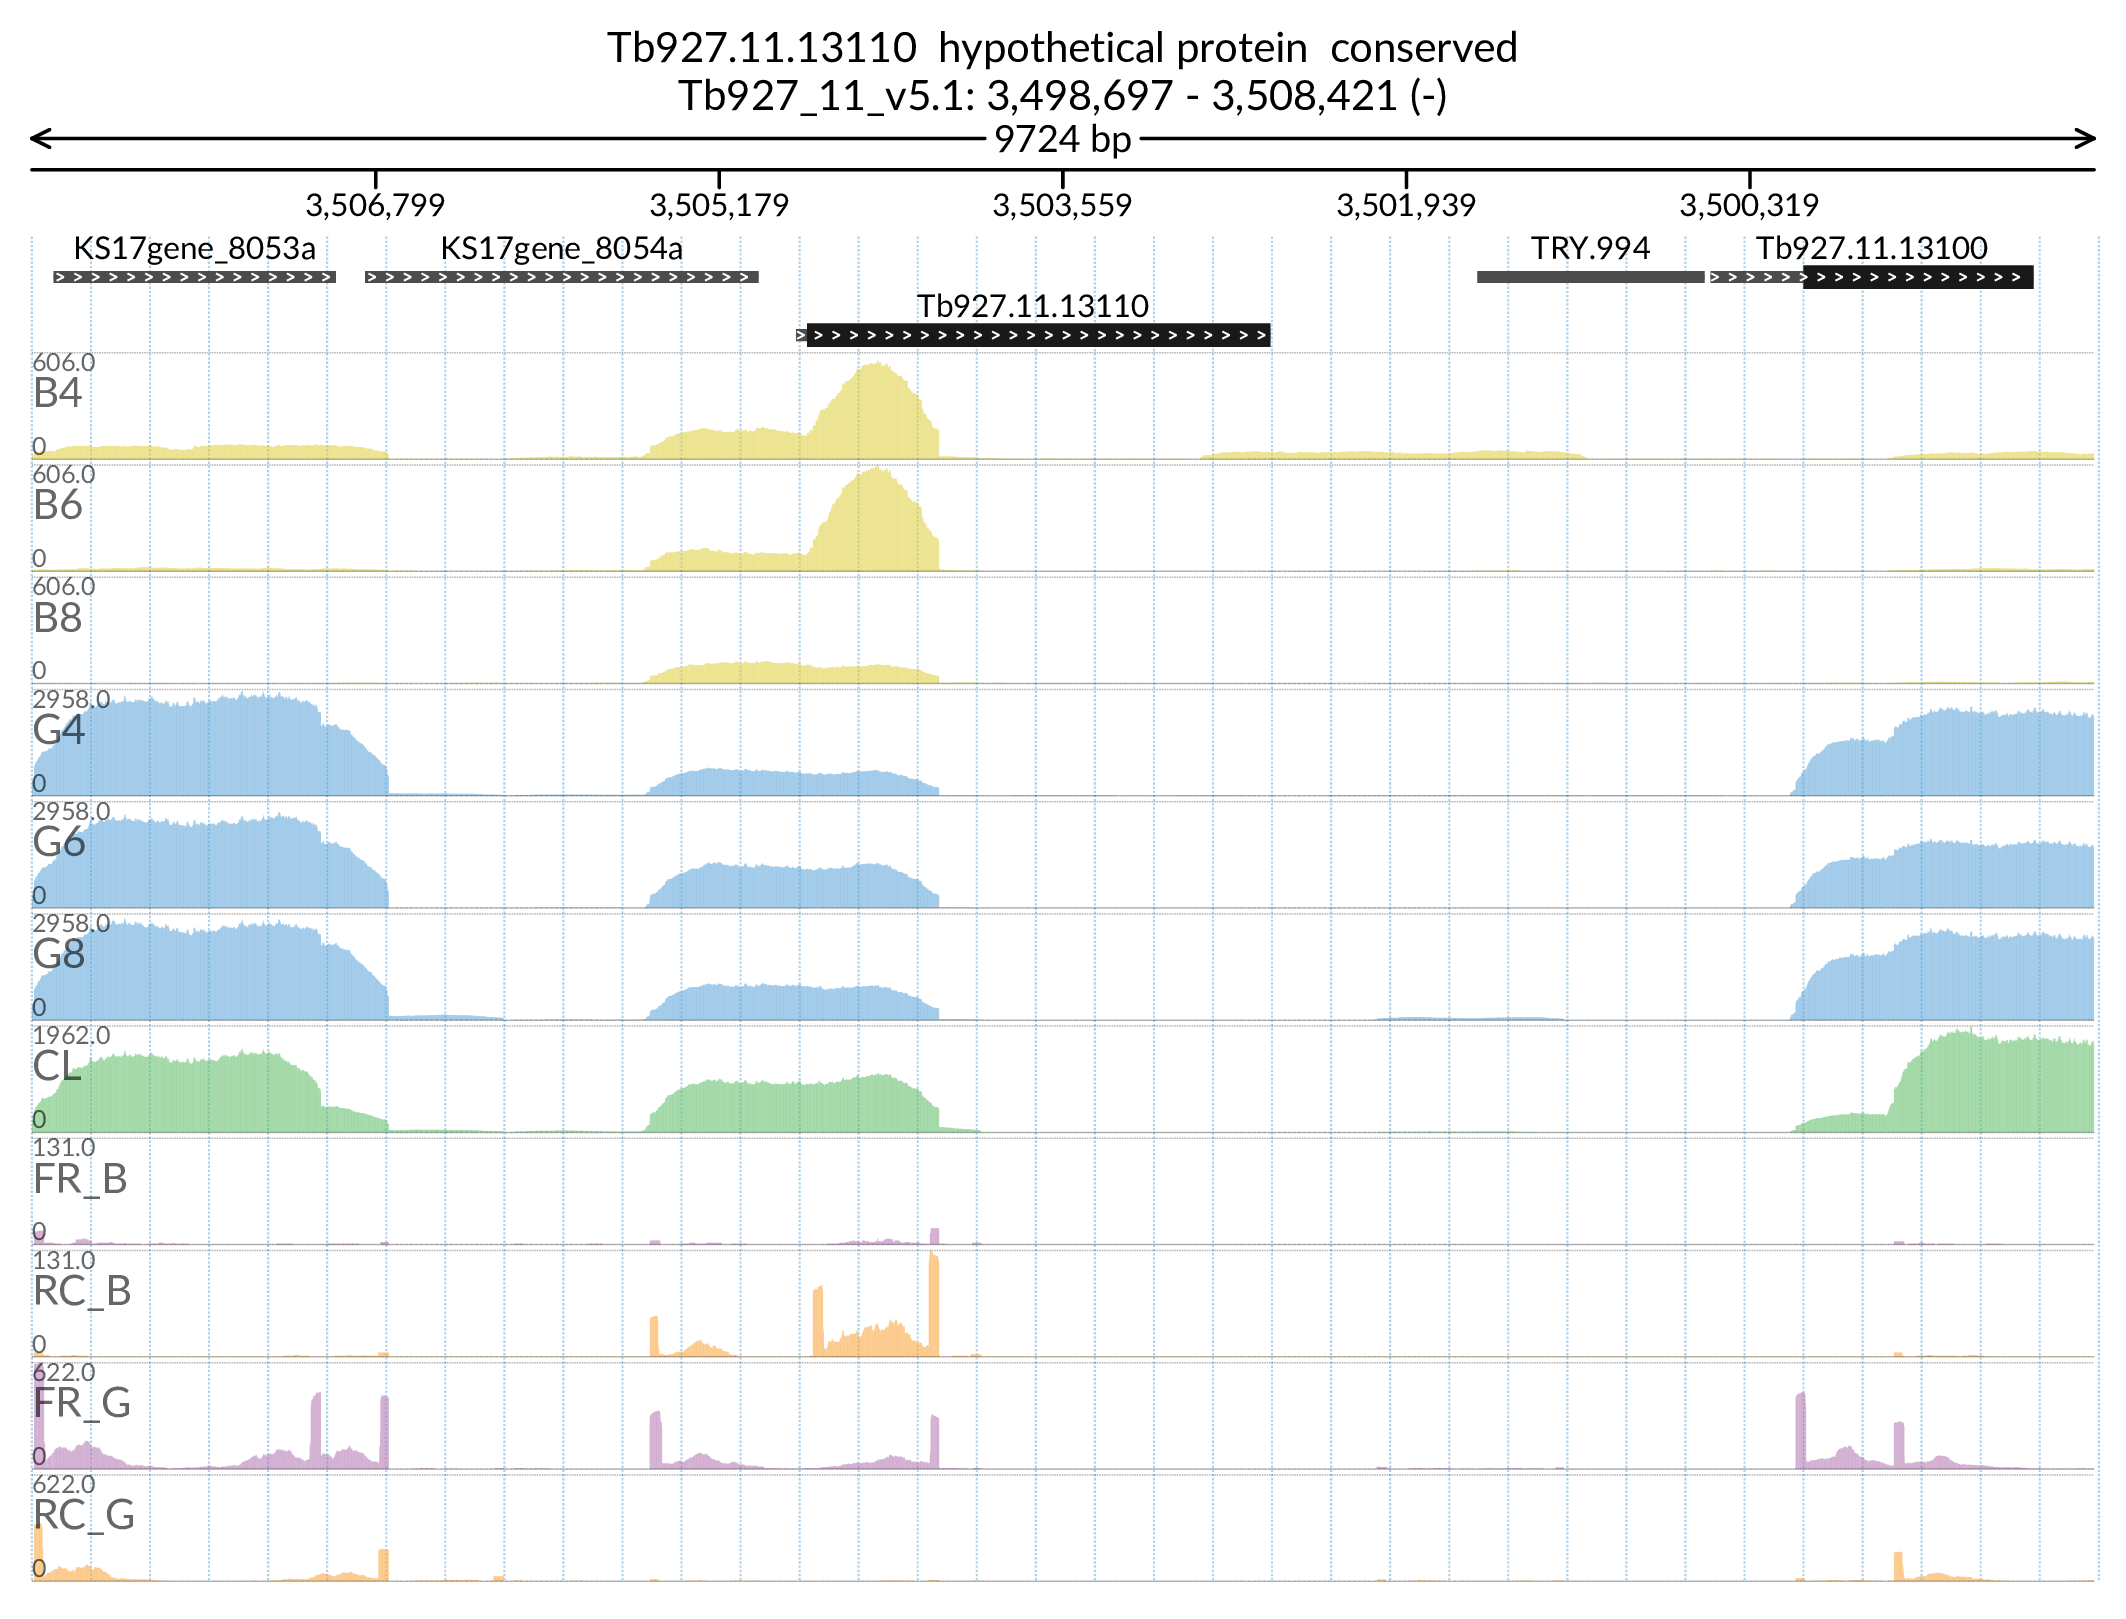 Tb927.11.13110  hypothetical protein  conserved
Tb927_11_v5.1: 3,498,697 - 3,508,421 (-)
9724 bp
3,506,799 3,505,179 3,503,559 3,501,939 3,500,319
KS17gene_8053a KS17gene_8054a TRY.994 Tb927.11.13100
Tb927.11.13110
606.0
B4
0
606.0
B6
0
606.0
B8
0
2958.0
G4
0
2958.0
G6
0
2958.0
G8
0
1962.0
CL
0
131.0
FR_B
0
131.0
RC_B
0
622.0
FR_G
0
622.0
RC_G
0